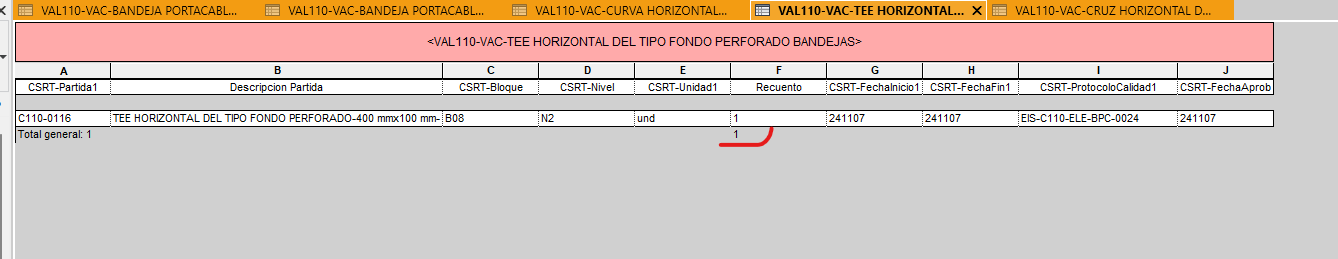 VAL110-VAC-BANDEJA PORTACABL... VAL110-VAC-BANDEJA PORTACABL... VAL110-VAC-CURVA HORIZONTAL... VAL110-VAC-TEE HORIZONTAL... VAL110-VAC-CRUZ HORIZONTAL D...
<VAL110-VAC-TEE HORIZONTAL DEL TIPO FONDO PERFORADO BANDEJAS>
A B C D E F G H I J
CSRT-Partida1 Descripcion Partida CSRT-Bloque CSRT-Nivel CSRT-Unidad1 Recuento CSRT-FechaInicio1 CSRT-FechaFin1 CSRT-ProtocoloCalidad1 CSRT-FechaAprob
C110-0116 TEE HORIZONTAL DEL TIPO FONDO PERFORADO-400 mmx100 mm- B08 N2 und 1 241107 241107 EIS-C110-ELE-BPC-0024 241107
Total general: 1 1